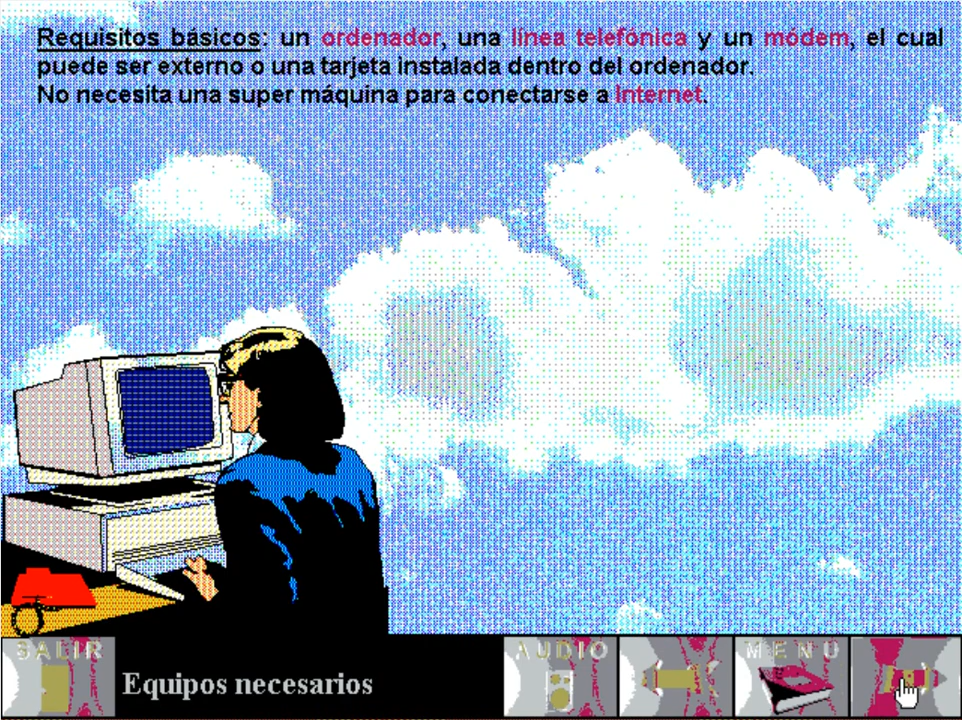 Requisitos básicos: un ordenador, una línea telefónica y un módem, el cual
puede ser externo o una tarjeta instalada dentro del ordenador.
No necesita una super máquina para conectarse a Internet.
SALIR
Equipos necesarios
AUDIO
MENU